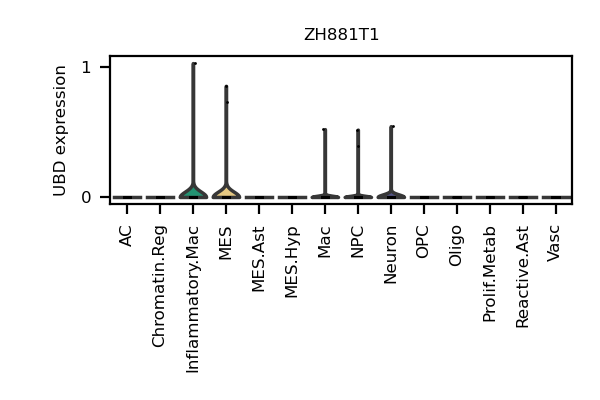 ZH881T1
UBD expression
1
0
AC
Chromatin.Reg
Inflammatory.Mac
MES
MES.Ast
MES.Hyp
Mac
NPC
Neuron
OPC
Oligo
Prolif.Metab
Reactive.Ast
Vasc